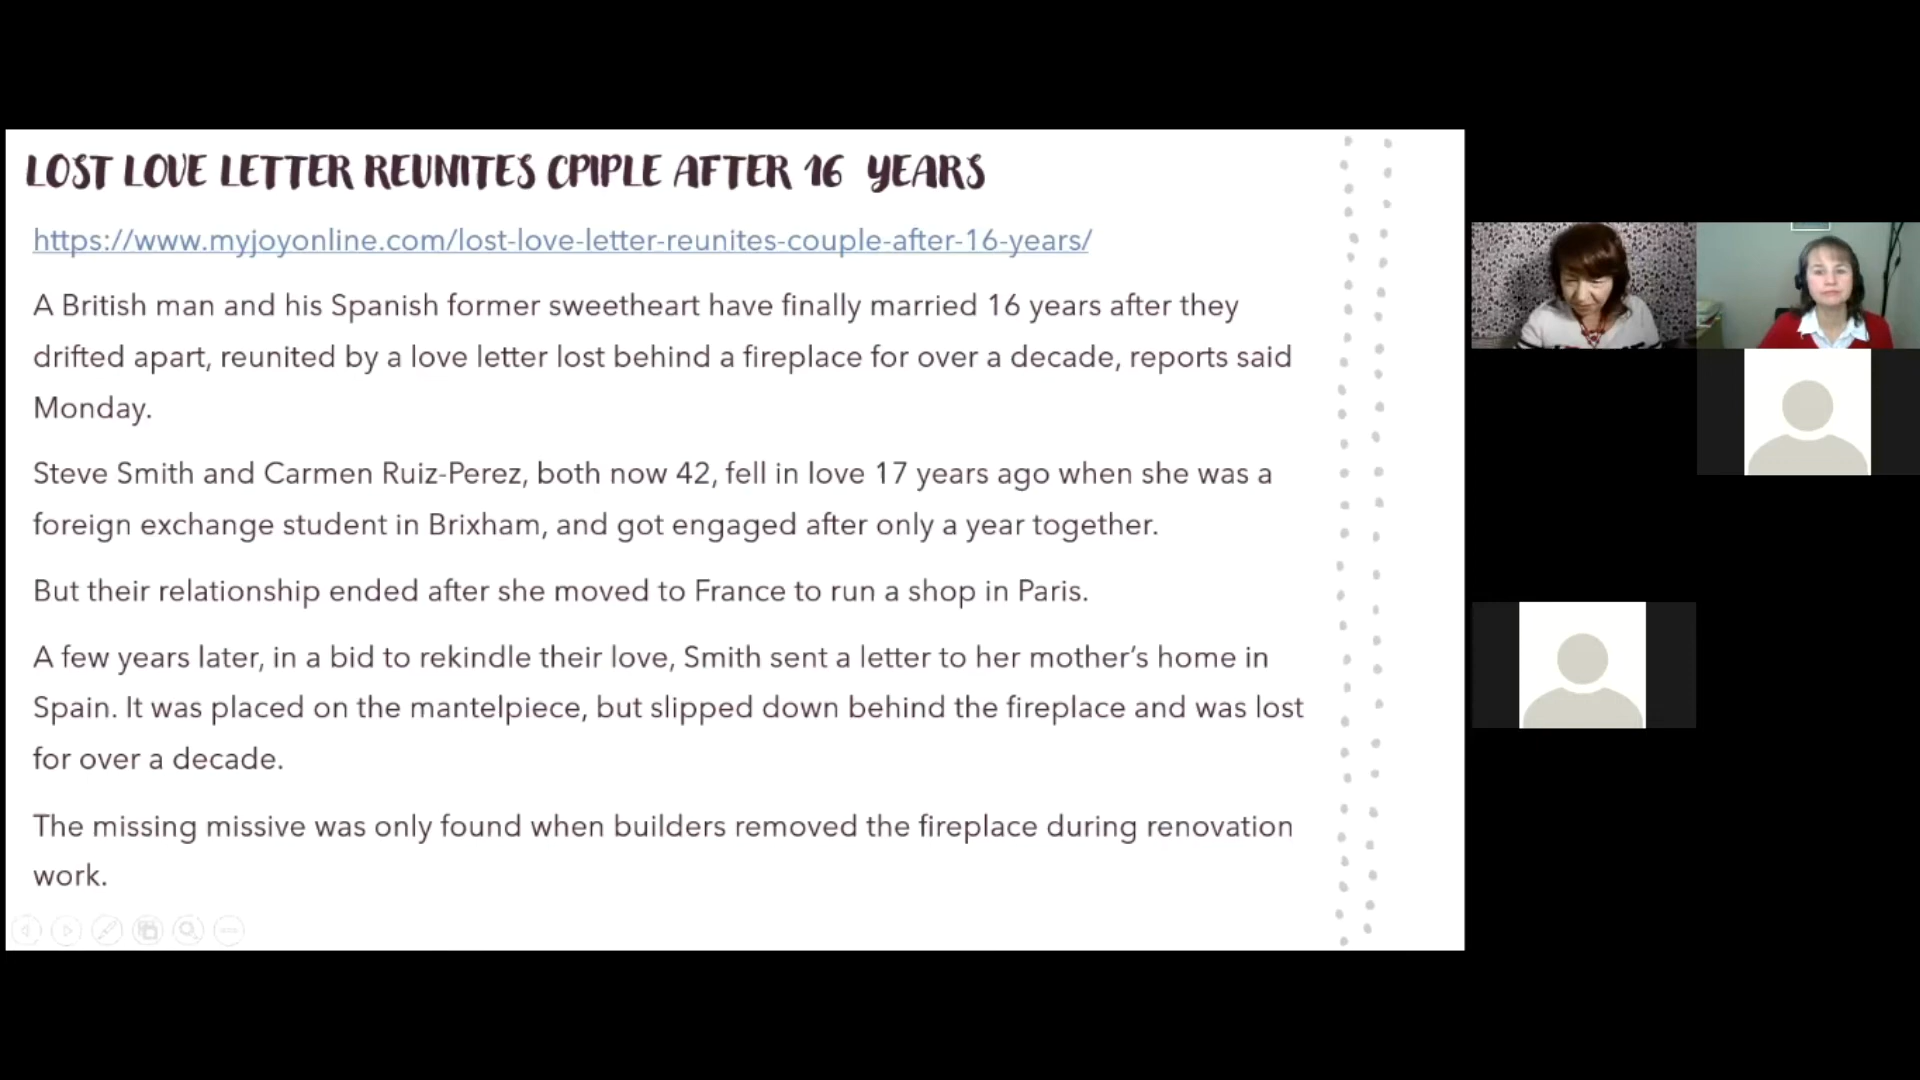 LOST LOVE LETTER REUNITES CPIPLE AFTER 16 YEARS
https://www.myjoyonline.com/lost-love-letter-reunites-couple-after-16-years/
A British man and his Spanish former sweetheart have finally married 16 years after they
drifted apart, reunited by a love letter lost behind a fireplace for over a decade, reports said
Monday.
Steve Smith and Carmen Ruiz-Perez, both now 42, fell in love 17 years ago when she was a
foreign exchange student in Brixham, and got engaged after only a year together.
But their relationship ended after she moved to France to run a shop in Paris.
A few years later, in a bid to rekindle their love, Smith sent a letter to her mother’s home in
Spain. It was placed on the mantelpiece, but slipped down behind the fireplace and was lost
for over a decade.
The missing missive was only found when builders removed the fireplace during renovation
work.